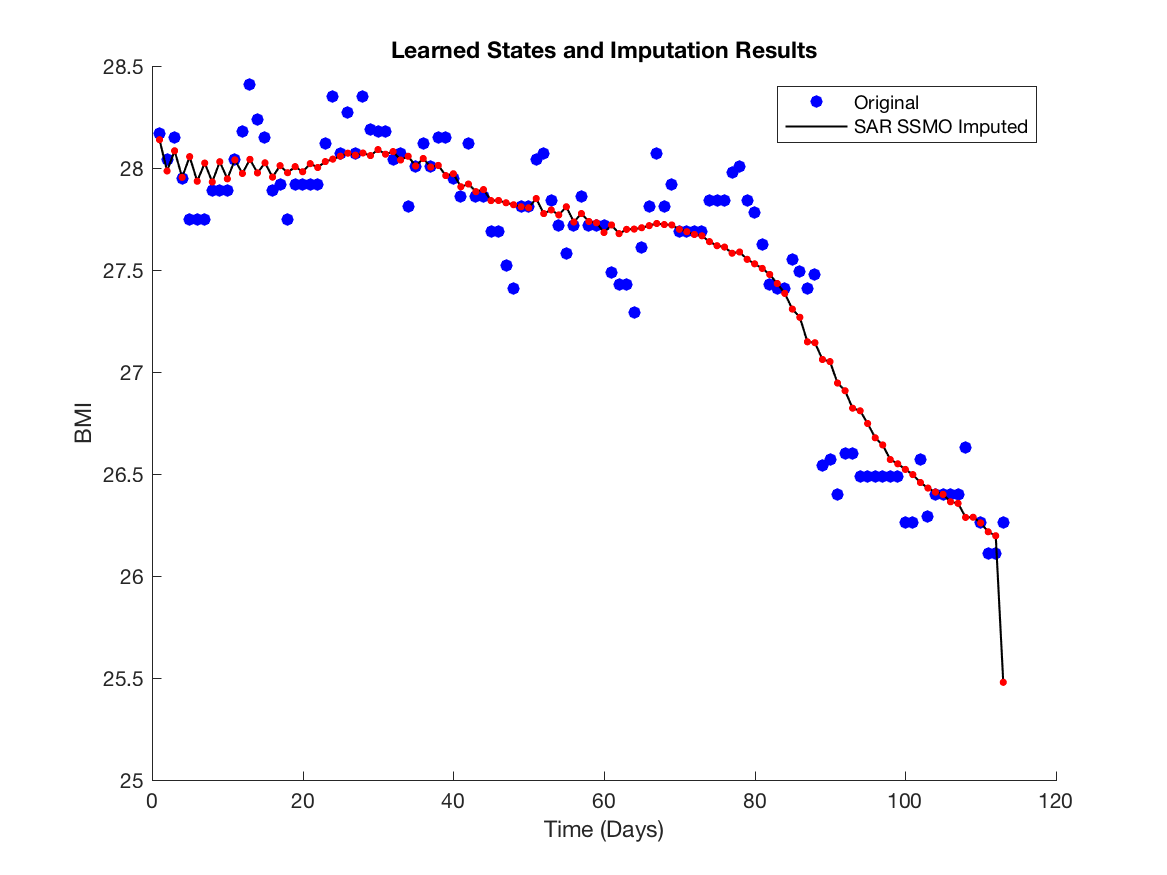 Learned States and Imputation Results
Original
SAR SSMO Imputed
BMI
28.5
28
27.5
27
26.5
26
25.5
25
0 20 40 60 80 100 120
Time (Days)